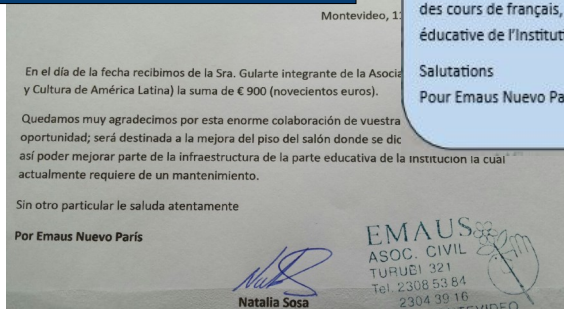 Montevideo, 1
En el día de la fecha recibimos de la Sra. Gularte integrante de la Asocia
y Cultura de América Latina) la suma de € 900 (novecientos euros).
Quedamos muy agradecimos por esta enorme colaboración de vuestra
oportunidad; será destinada a la mejora del piso del salón donde se dic
así poder mejorar parte de la infraestructura de la parte educativa de la institución la cual
actualmente requiere de un mantenimiento.
Sin otro particular le saluda atentamente
Por Emaus Nuevo París
Natalia Sosa
EMAUS
ASOC. CIVIL
TURUBI 321
Tel. 2308 53 84
2304 39 16
des cours de français,
éducative de l'Institut
Salutations
Pour Emaus Nuevo Pa